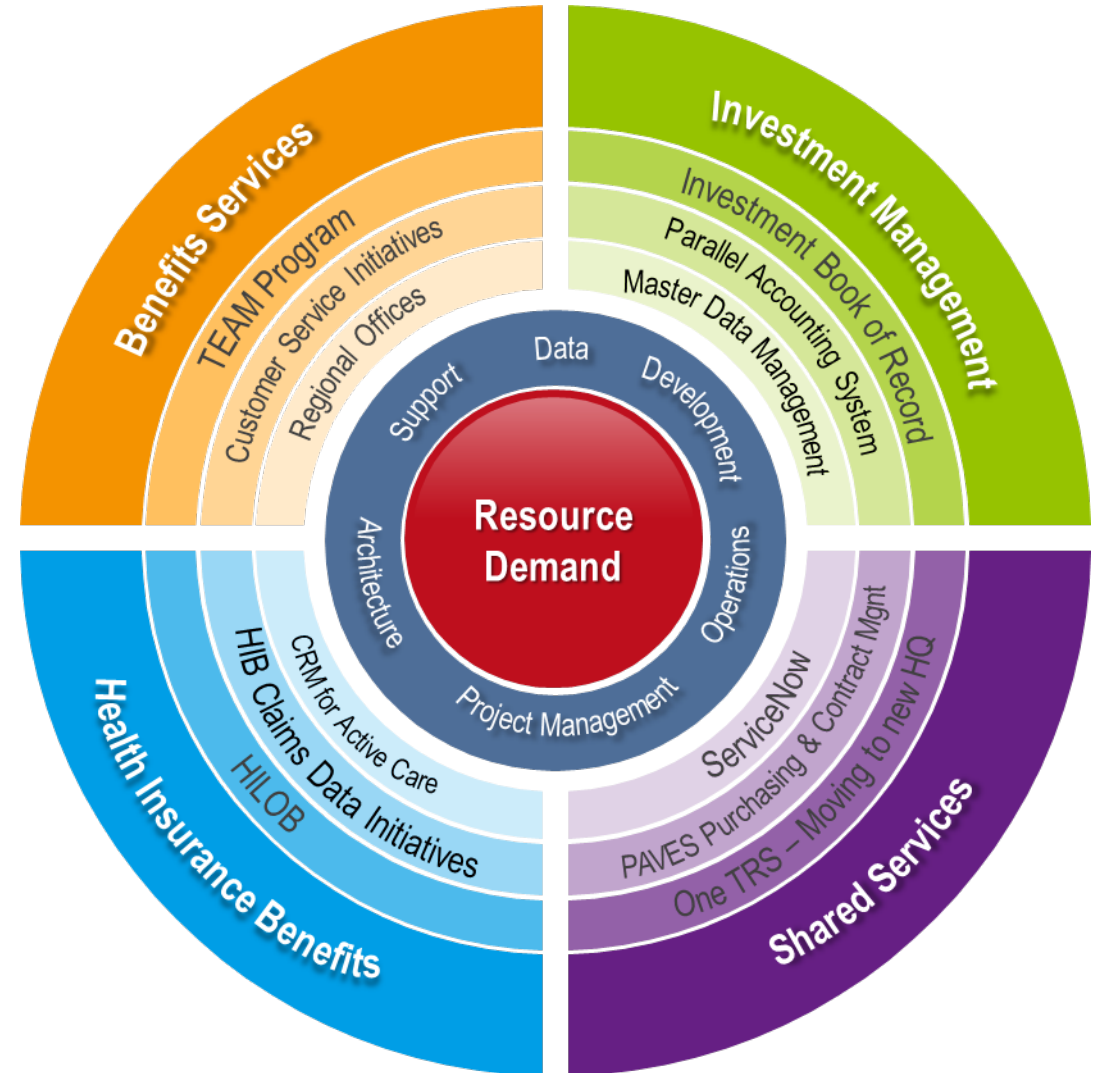 Benefits Services
TEAM Program
Customer Service Initiatives
Regional Offices
Investment Management
Investment Book of Record
Parallel Accounting System
Master Data Management
Support
Data
Development
Operations
Project Management
Architecture
Resource
Demand
CRM for Active Care
HIB Claims Data Initiatives
HILOB
Health Insurance Benefits
ServiceNow
PAVES Purchasing & Contract Mgnt
One TRS – Moving to new HQ
Shared Services